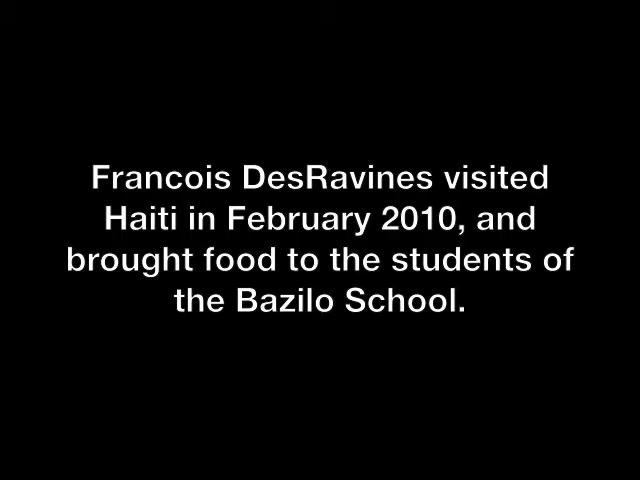 Francois DesRavines visited
Haiti in February 2010, and
brought food to the students of
the Bazilo School.